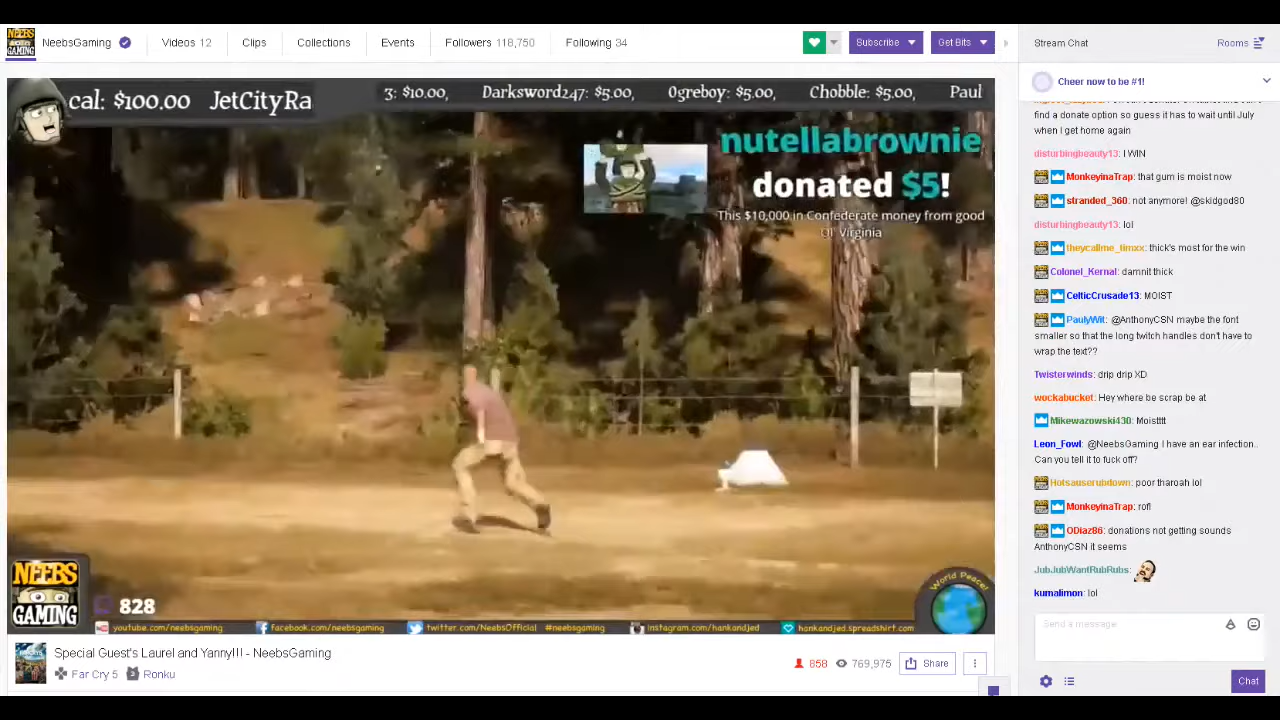 NeebsGaming
Videos 12
Clips
Collections
Events
Followers 118,750
Following 34
Subscribe
Get Bits
Stream Chat
Rooms
Cheer now to be #1!
cal: $100.00 JetCityRa
3: $10.00, Darksword247: $5.00, 0greboy: $5.00, Chobble: $5.00, Paul
nutellabrownie
donated $5!
This $10,000 in Confederate money from good
ol' Virginia
NEEBS
GAMING
828
World Peace!
youtube.com/neebsgaming
facebook.com/neebsgaming
twitter.com/NeebsOfficial #neebsgaming
instagram.com/hankandjed
hankandjed.spreadshirt.com
Special Guest's Laurel and Yanny!!! - NeebsGaming
Far Cry 5
Ronku
858
769,975
Share
find a donate option so guess it has to wait until July
when I get home again
disturbingbeauty13: I WIN
MonkeyinaTrap: that gum is moist now
stranded_360: not anymore! @skidgod80
disturbingbeauty13: lol
theycallme_timxx: thick's most for the win
Colonel_Kernal: damnit thick
CelticCrusade13: MOIST
PaulyWit: @AnthonyCSN maybe the font
smaller so that the long twitch handles don't have to
wrap the text??
Twisterwinds: drip drip XD
wockabucket: Hey where be scrap be at
Mikewazowski430: Moistttt
Leon_Fowl: @NeebsGaming I have an ear infection..
Can you tell it to fuck off?
Hotsauserubdown: poor tharoah lol
MonkeyinaTrap: rofl
ODiaz86: donations not getting sounds
AnthonyCSN it seems
JubJubWantRubRubs:
kumalimon: lol
Send a message
Chat